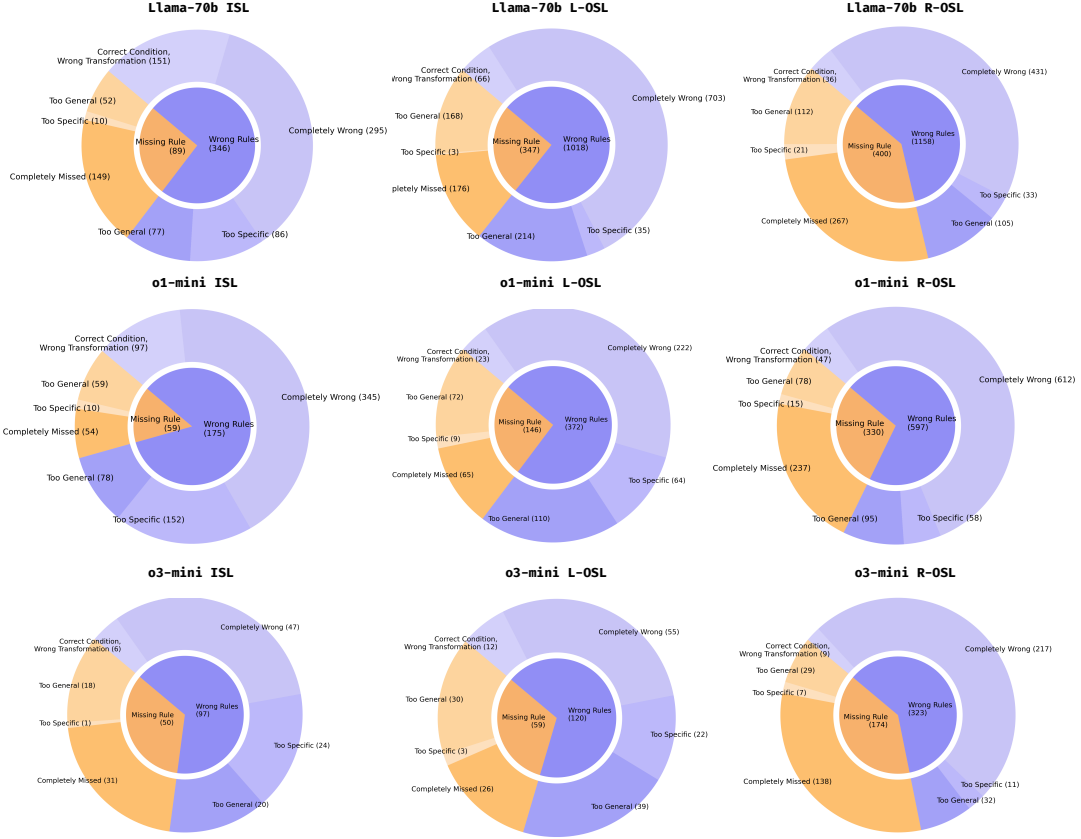 Llama-70b ISL
Correct Condition,
Wrong Transformation (151)
Too General (52)
Too Specific (10)
Missing Rule
(89)
Wrong Rules
(346)
Completely Wrong (295)
Completely Missed (149)
Too General (77)
Too Specific (86)
Llama-70b L-OSL
Correct Condition,
Wrong Transformation (66)
Completely Wrong (703)
Too General (168)
Missing Rule
(347)
Wrong Rules
(1018)
Too Specific (3)
pletely Missed (176)
Too General (214)
Too Specific (35)
Llama-70b R-OSL
Correct Condition,
Wrong Transformation (36)
Completely Wrong (431)
Too General (112)
Wrong Rules
(1158)
Missing Rule
(400)
Too Specific (21)
Too Specific (33)
Completely Missed (267)
Too General (105)
o1-mini ISL
Correct Condition,
Wrong Transformation (97)
Too General (59)
Completely Wrong (345)
Too Specific (10)
Missing Rule
(59)
Wrong Rules
(175)
Completely Missed (54)
Too General (78)
Too Specific (152)
o1-mini L-OSL
Completely Wrong (222)
Correct Condition,
Wrong Transformation (23)
Too General (72)
Missing Rule
(146)
Wrong Rules
(372)
Too Specific (9)
Completely Missed (65)
Too Specific (64)
Too General (110)
o1-mini R-OSL
Correct Condition,
Wrong Transformation (47)
Completely Wrong (612)
Too General (78)
Too Specific (15)
Missing Rule
(330)
Wrong Rules
(597)
Completely Missed (237)
Too General (95)
Too Specific (58)
o3-mini ISL
Completely Wrong (47)
Correct Condition,
Wrong Transformation (6)
Too General (18)
Wrong Rules
(97)
Missing Rule
(50)
Too Specific (1)
Too Specific (24)
Completely Missed (31)
Too General (20)
o3-mini L-OSL
Completely Wrong (55)
Correct Condition,
Wrong Transformation (12)
Too General (30)
Wrong Rules
(120)
Missing Rule
(59)
Too Specific (22)
Too Specific (3)
Completely Missed (26)
Too General (39)
o3-mini R-OSL
Correct Condition,
Wrong Transformation (9)
Completely Wrong (217)
Too General (29)
Too Specific (7)
Wrong Rules
(323)
Missing Rule
(174)
Completely Missed (138)
Too Specific (11)
Too General (32)